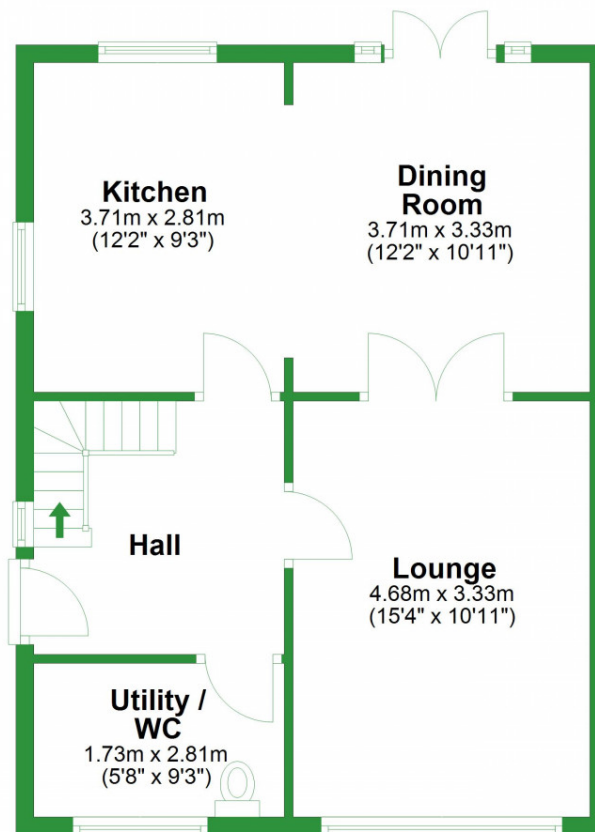 Kitchen
3.71m x 2.81m
(12'2" x 9'3")
Dining
Room
3.71m x 3.33m
(12'2" x 10'11")
Hall
Lounge
4.68m x 3.33m
(15'4" x 10'11")
Utility /
WC
1.73m x 2.81m
(5'8" x 9'3")